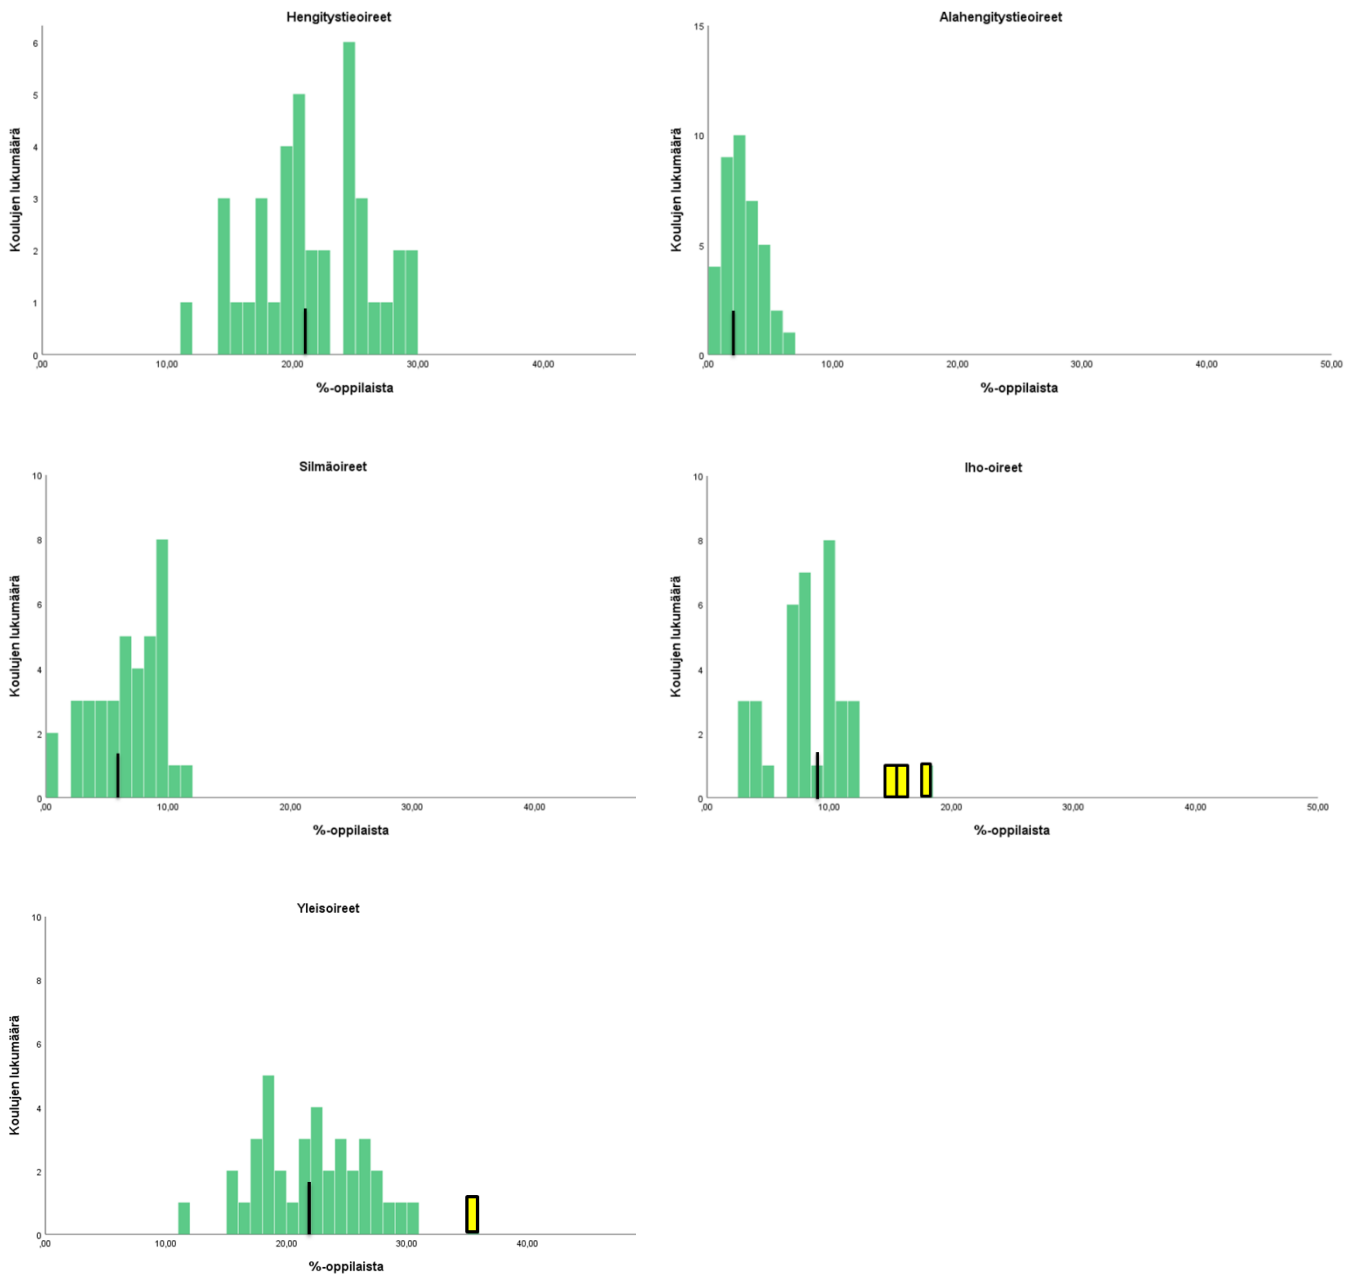 Hengitystieoireet
Koulujen lukumäärä
6
5
4
3
2
1
0
,00 10,00 20,00 30,00 40,00
%-oppilaista
Alahengitystieoireet
Koulujen lukumäärä
15
10
5
0
,00 10,00 20,00 30,00 40,00 50,00
%-oppilaista
Silmäoireet
Koulujen lukumäärä
10
8
6
4
2
0
,00 10,00 20,00 30,00 40,00
%-oppilaista
Iho-oireet
Koulujen lukumäärä
10
8
6
4
2
0
,00 10,00 20,00 30,00 40,00 50,00
%-oppilaista
Yleisoireet
Koulujen lukumäärä
10
8
6
4
2
0
,00 10,00 20,00 30,00 40,00
%-oppilaista